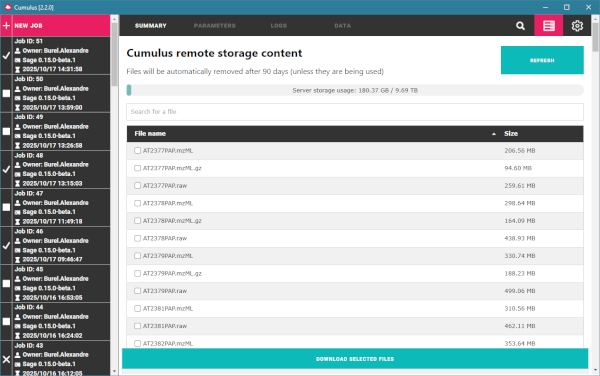 Cumulus [2.2.0]
NEW JOB
SUMMARY PARAMETERS LOGS DATA
Job ID: 51
Owner: Burel.Alexandre
Sage 0.15.0-beta.1
2025/10/17 14:31:58
Job ID: 50
Owner: Burel.Alexandre
Sage 0.15.0-beta.1
2025/10/17 13:59:00
Job ID: 49
Owner: Burel.Alexandre
Sage 0.15.0-beta.1
2025/10/17 13:26:58
Job ID: 48
Owner: Burel.Alexandre
Sage 0.15.0-beta.1
2025/10/17 13:15:03
Job ID: 47
Owner: Burel.Alexandre
Sage 0.15.0-beta.1
2025/10/17 11:49:18
Job ID: 46
Owner: Burel.Alexandre
Sage 0.15.0-beta.1
2025/10/17 09:46:47
Job ID: 45
Owner: Burel.Alexandre
Sage 0.15.0-beta.1
2025/10/16 16:53:05
Job ID: 44
Owner: Burel.Alexandre
Sage 0.15.0-beta.1
2025/10/16 16:24:02
Job ID: 43
Owner: Burel.Alexandre
Sage 0.15.0-beta.1
2025/10/16 16:12:05
Cumulus remote storage content
Files will be automatically removed after 90 days (unless they are being used)
REFRESH
Server storage usage: 180.37 GB / 9.69 TB
Search for a file
File name Size
AT2377PAP.mzML 206.56 MB
AT2377PAP.mzML.gz 94.60 MB
AT2377PAP.raw 259.61 MB
AT2378PAP.mzML 298.64 MB
AT2378PAP.mzML.gz 164.09 MB
AT2378PAP.raw 438.93 MB
AT2379PAP.mzML 330.74 MB
AT2379PAP.mzML.gz 188.23 MB
AT2379PAP.raw 499.06 MB
AT2381PAP.mzML 310.56 MB
AT2381PAP.raw 462.11 MB
AT2382PAP.mzML 353.64 MB
DOWNLOAD SELECTED FILES